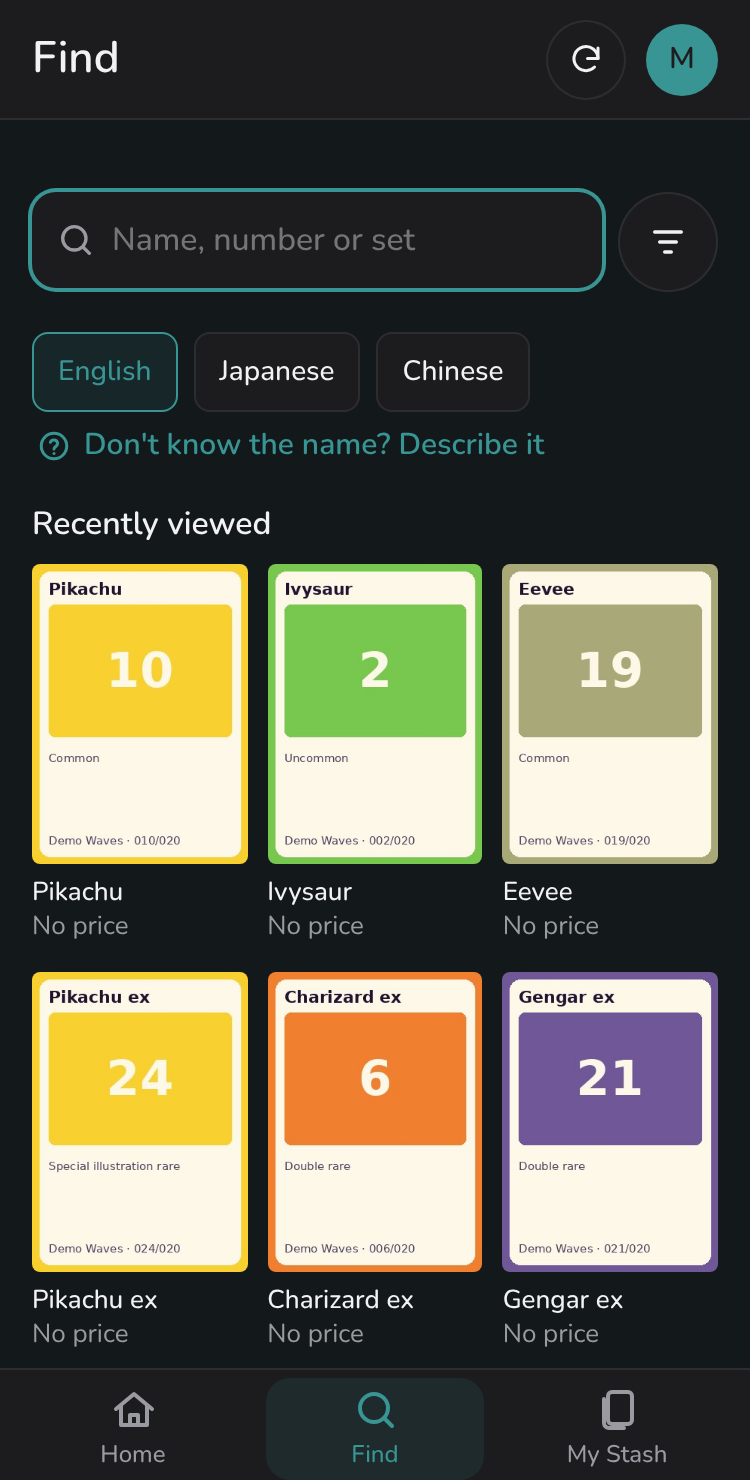 Find
M
Name, number or set
English Japanese Chinese
Don't know the name? Describe it
Recently viewed
Pikachu
10
Common
Demo Waves · 010/020
Pikachu
No price
Ivysaur
2
Uncommon
Demo Waves · 002/020
Ivysaur
No price
Eevee
19
Common
Demo Waves · 019/020
Eevee
No price
Pikachu ex
24
Special illustration rare
Demo Waves · 024/020
Pikachu ex
No price
Charizard ex
6
Double rare
Demo Waves · 006/020
Charizard ex
No price
Gengar ex
21
Double rare
Demo Waves · 021/020
Gengar ex
No price
Home Find My Stash